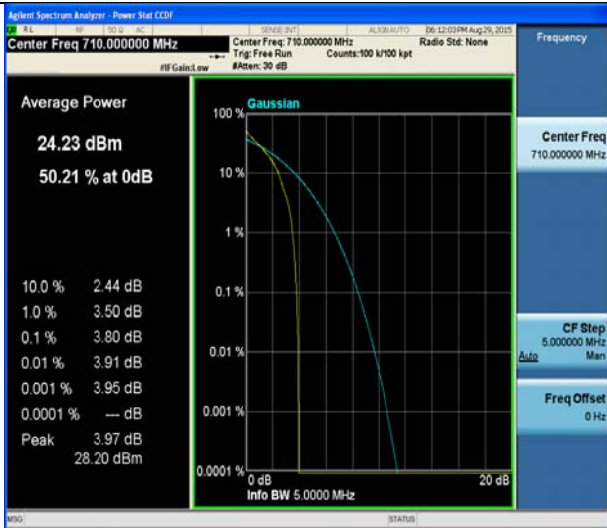 Agilent Spectrum Analyzer - Power Stat CCDF
RL RF 50 Ω AC SENSE:INT ALIGN AUTO 06:12:03 PM Aug 29, 2015
Center Freq 710.000000 MHz
Center Freq: 710.000000 MHz Radio Std: None
Trig: Free Run Counts:100 k/100 kpt
#IFGain:Low #Atten: 30 dB
Frequency
Average Power
24.23 dBm
50.21 % at 0dB
10.0 % 2.44 dB
1.0 % 3.50 dB
0.1 % 3.80 dB
0.01 % 3.91 dB
0.001 % 3.95 dB
0.0001 % --- dB
Peak 3.97 dB
28.20 dBm
Gaussian
100 %
10 %
1 %
0.1 %
0.01 %
0.001 %
0.0001 %
0 dB 20 dB
Info BW 5.0000 MHz
Center Freq
710.000000 MHz
CF Step
5.000000 MHz
Auto Man
Freq Offset
0 Hz
MSG STATUS